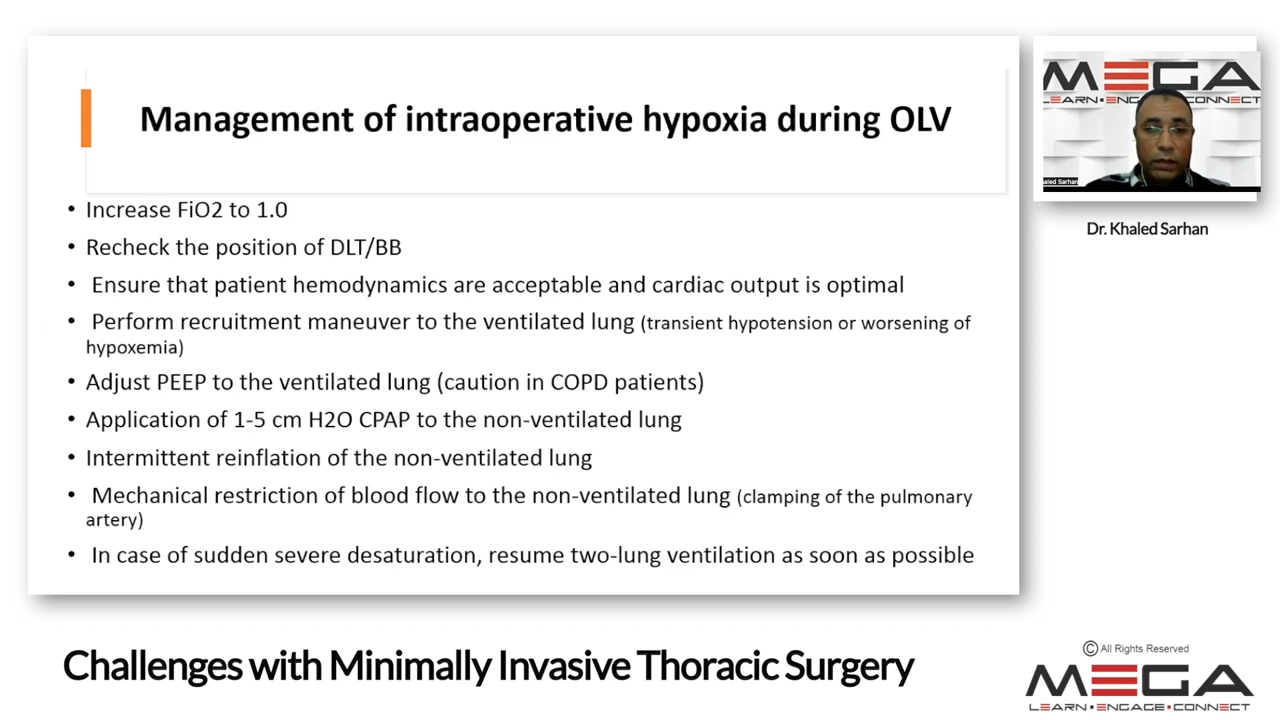 Management of intraoperative hypoxia during OLV
• Increase FiO2 to 1.0
• Recheck the position of DLT/BB
• Ensure that patient hemodynamics are acceptable and cardiac output is optimal
• Perform recruitment maneuver to the ventilated lung (transient hypotension or worsening of
hypoxemia)
• Adjust PEEP to the ventilated lung (caution in COPD patients)
• Application of 1-5 cm H2O CPAP to the non-ventilated lung
• Intermittent reinflation of the non-ventilated lung
• Mechanical restriction of blood flow to the non-ventilated lung (clamping of the pulmonary
artery)
• In case of sudden severe desaturation, resume two-lung ventilation as soon as possible
MEGA
LEARN•ENG CONNECT
aled Sarhan
Dr. Khaled Sarhan
Challenges with Minimally Invasive Thoracic Surgery
© All Rights Reserved
MEGA
LEARN•ENGAGE•CONNECT